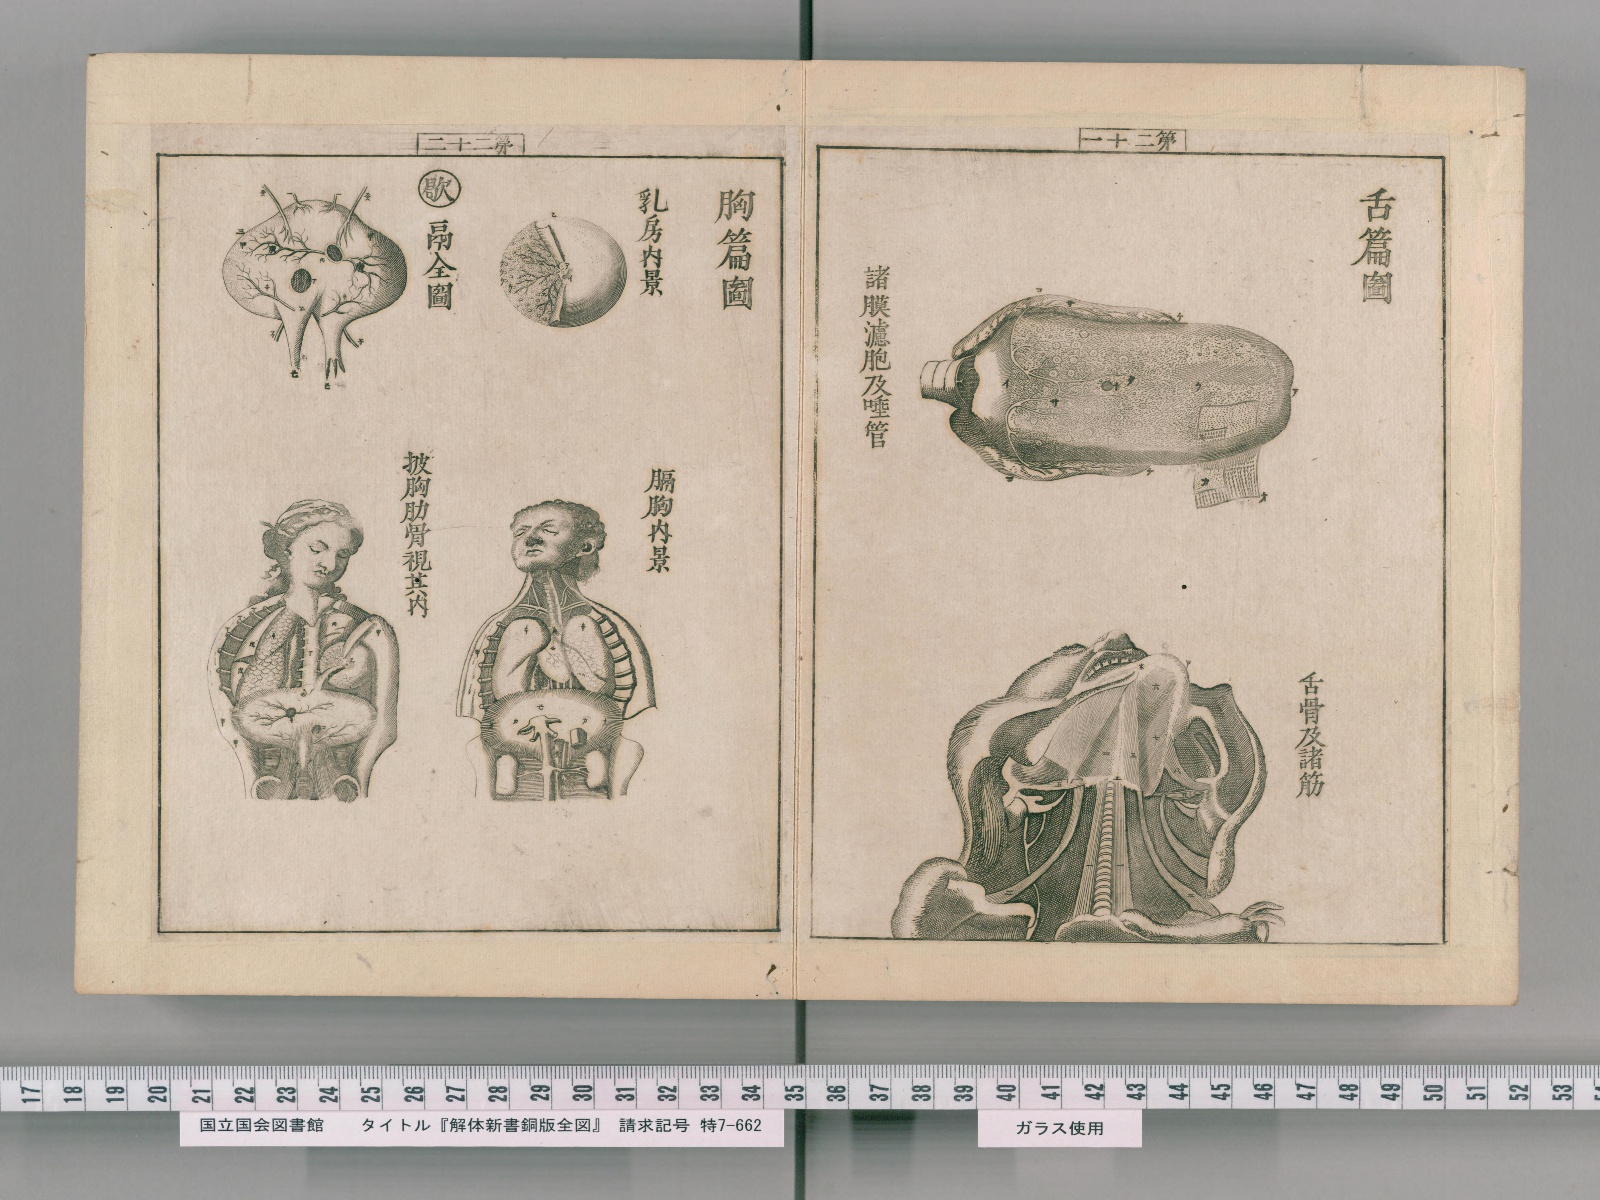 第二十一
舌篇圖
諸膜濾胞及唾管
舌骨及諸筋
第二十二
胸篇圖
乳房内景
㰤 鬲全圖
膈胸内景
披胸肋骨視其内
17 18 19 20 21 22 23 24 25 26 27 28 29 30 31 32 33 34 35 36 37 38 39 40 41 42 43 44 45 46 47 48 49 50 51 52 53
国立国会図書館 タイトル『解体新書銅版全図』 請求記号 特7-662
ガラス使用